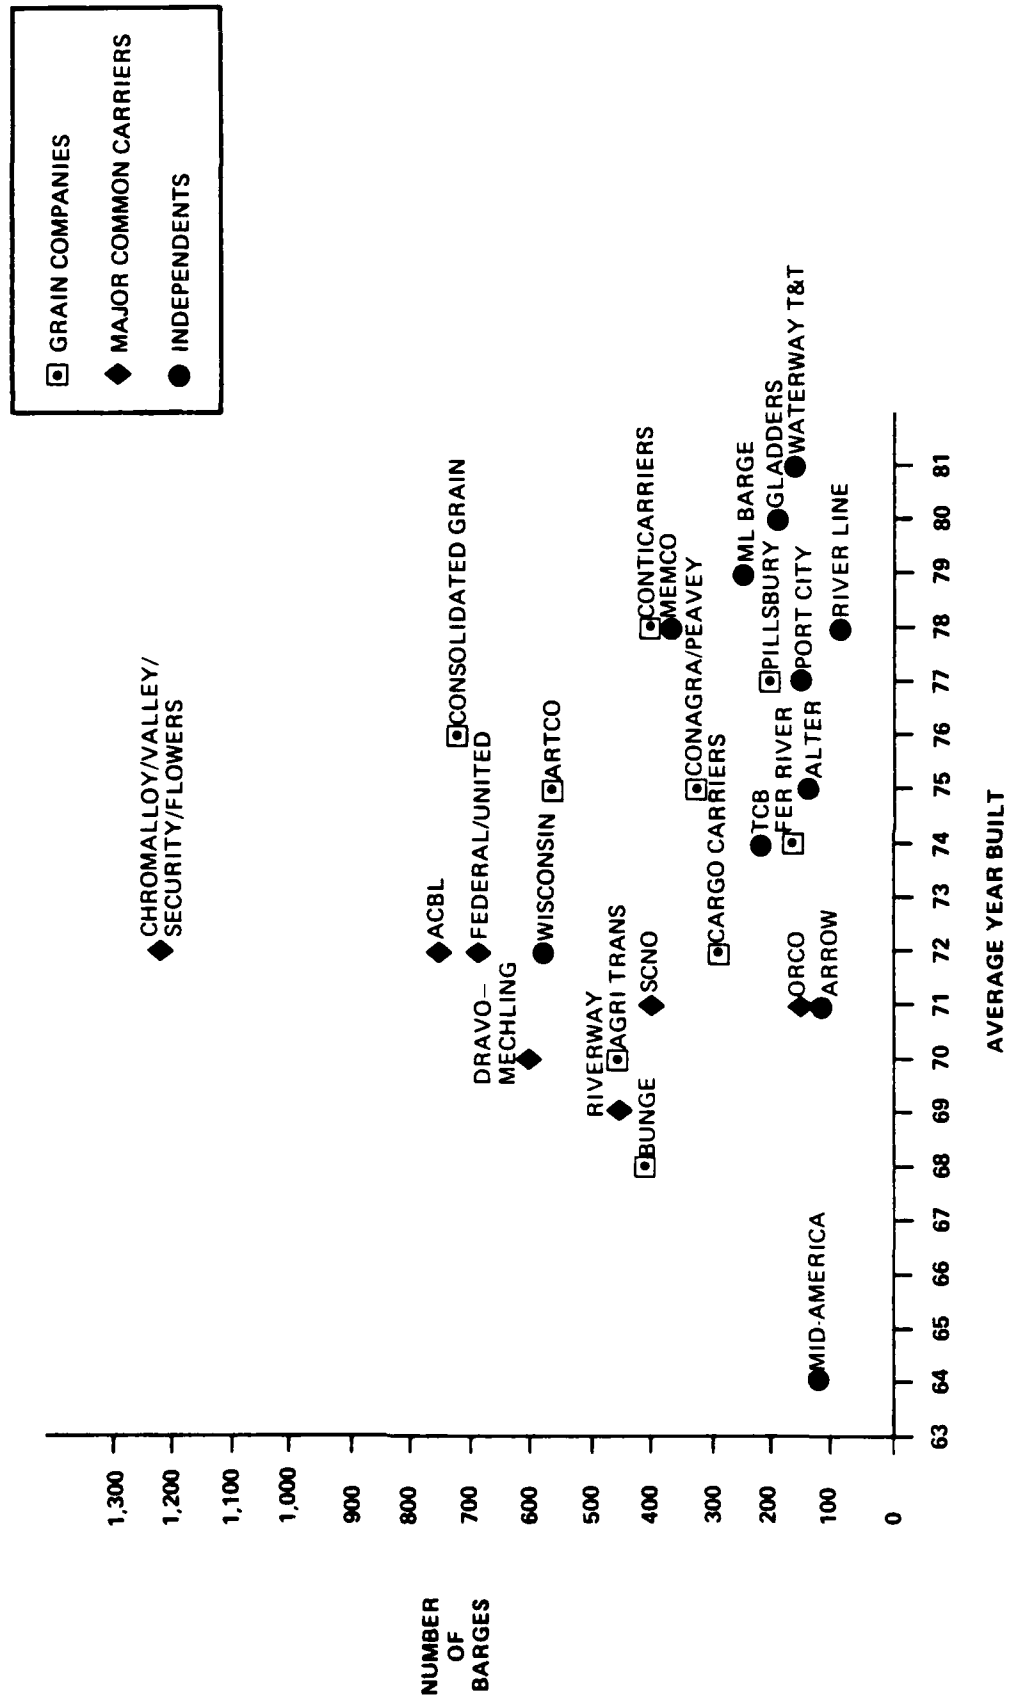 GRAIN COMPANIES
MAJOR COMMON CARRIERS
INDEPENDENTS
NUMBER
OF
BARGES
1,300
1,200
1,100
1,000
900
800
700
600
500
400
300
200
100
0
CHROMALLOY/VALLEY/
SECURITY/FLOWERS
ACBL
CONSOLIDATED GRAIN
FEDERAL/UNITED
DRAVO–
MECHLING
WISCONSIN
ARTCO
RIVERWAY
AGRI TRANS
BUNGE
SCNO
CONTICARRIERS
MEMCO
CONAGRA/PEAVEY
CARGO CARRIERS
ML BARGE
TCB
PILLSBURY
GLADDERS
FER RIVER
WATERWAY T&T
ORCO
PORT CITY
ARROW
ALTER
MID-AMERICA
RIVER LINE
63
64
65
66
67
68
69
70
71
72
73
74
75
76
77
78
79
80
81
AVERAGE YEAR BUILT